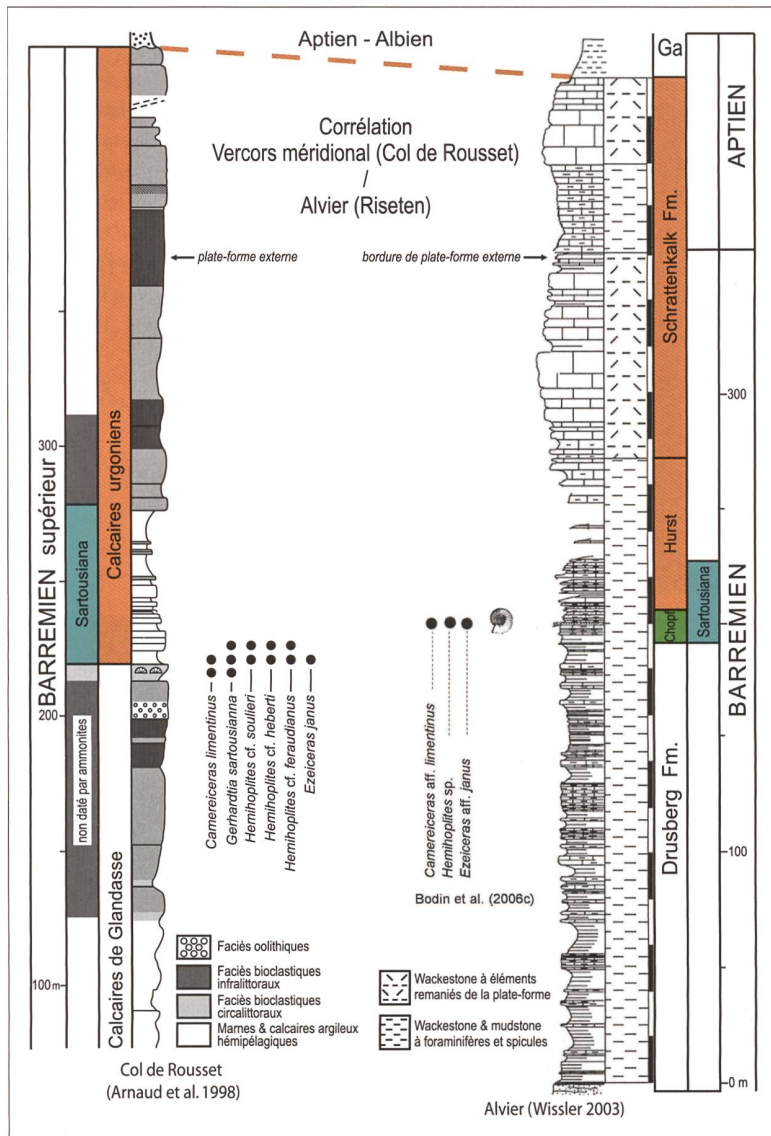 Aptien - Albien
Ga
APTIEN
Corrélation
Vercors méridional (Col de Rousset)
/
Alvier (Riseten)
plate-forme externe
bordure de plate-forme externe
Schrattenkalk Fm.
300
BARREMIEN supérieur
Calcaires urgoniens
300
Sartousiana
Hurst
Chopf
Sartousiana
BARREMIEN
200
non daté par ammonites
Calcaires de Glandasse
Camereiceras limentinus
Gerhardtia sartousianna
Hemihoplites cf. soulieri
Hemihoplites cf. heberti
Hemihoplites cf. feraudianus
Ezeiceras janus
Camereiceras aff. limentinus
Hemihoplites sp.
Ezeiceras aff. janus
Bodin et al. (2006c)
Drusberg Fm.
100
100 m
0 m
Faciès oolithiques
Faciès bioclastiques
infralittoraux
Faciès bioclastiques
circalittoraux
Marnes & calcaires argileux
hémipélagiques
Wackestone à éléments
remaniés de la plate-forme
Wackestone & mudstone
à foraminifères et spicules
Col de Rousset
(Arnaud et al. 1998)
Alvier (Wissler 2003)